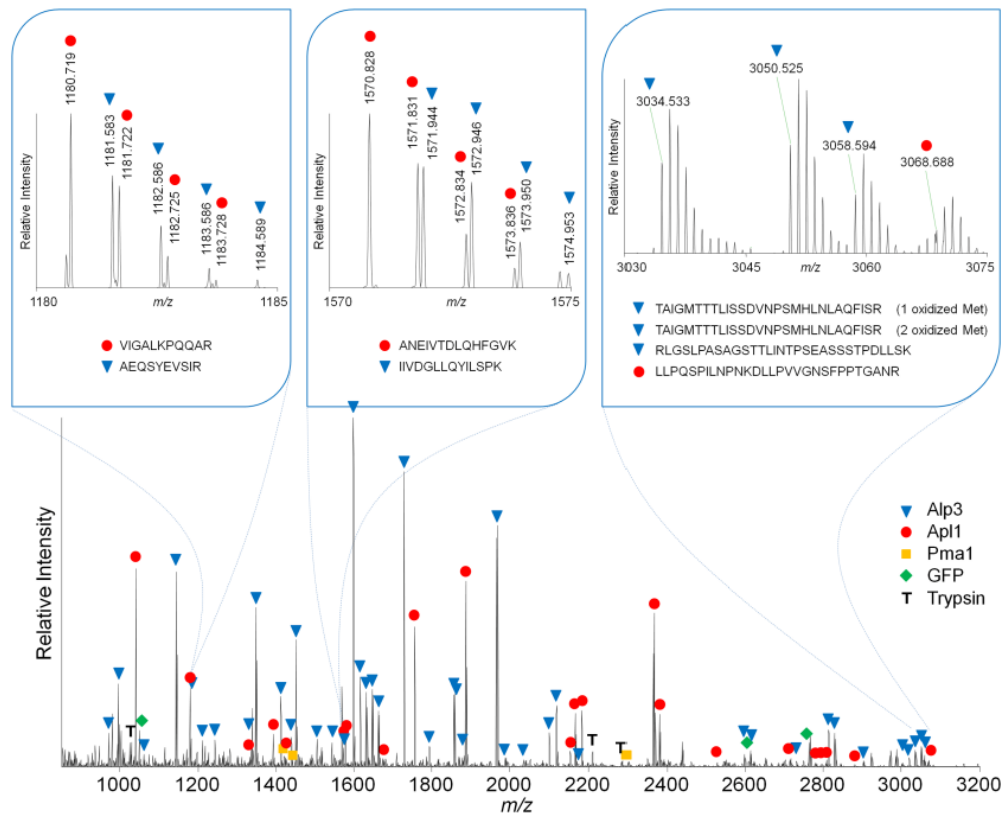 1180.719
1181.583
1181.722
1182.586
1182.725
1183.586
1183.728
1184.589
Relative Intensity
1180
m/z
1185
VIGALKPQQAR
AEQSYEVSIR
1570.828
1571.831
1571.944
1572.834
1572.946
1573.836
1573.950
1574.953
Relative Intensity
1570
m/z
1575
ANEIVTDLQHFGVK
IIVDGLLQYILSPK
3034.533
3050.525
3058.594
3068.688
Relative Intensity
3030
3045
m/z
3060
3075
TAIGMTTTLISSDVNPSMHLNLAQFISR (1 oxidized Met)
TAIGMTTTLISSDVNPSMHLNLAQFISR (2 oxidized Met)
RLGSLPASAGSTTLINTPSEASSSTPDLLSK
LLPQSPILNPNKDLLPVVGNSFPPTGANR
Relative Intensity
Alp3
Apl1
Pma1
GFP
T Trypsin
T
T
T
1000 1200 1400 1600 1800 2000 2200 2400 2600 2800 3000 3200
m/z